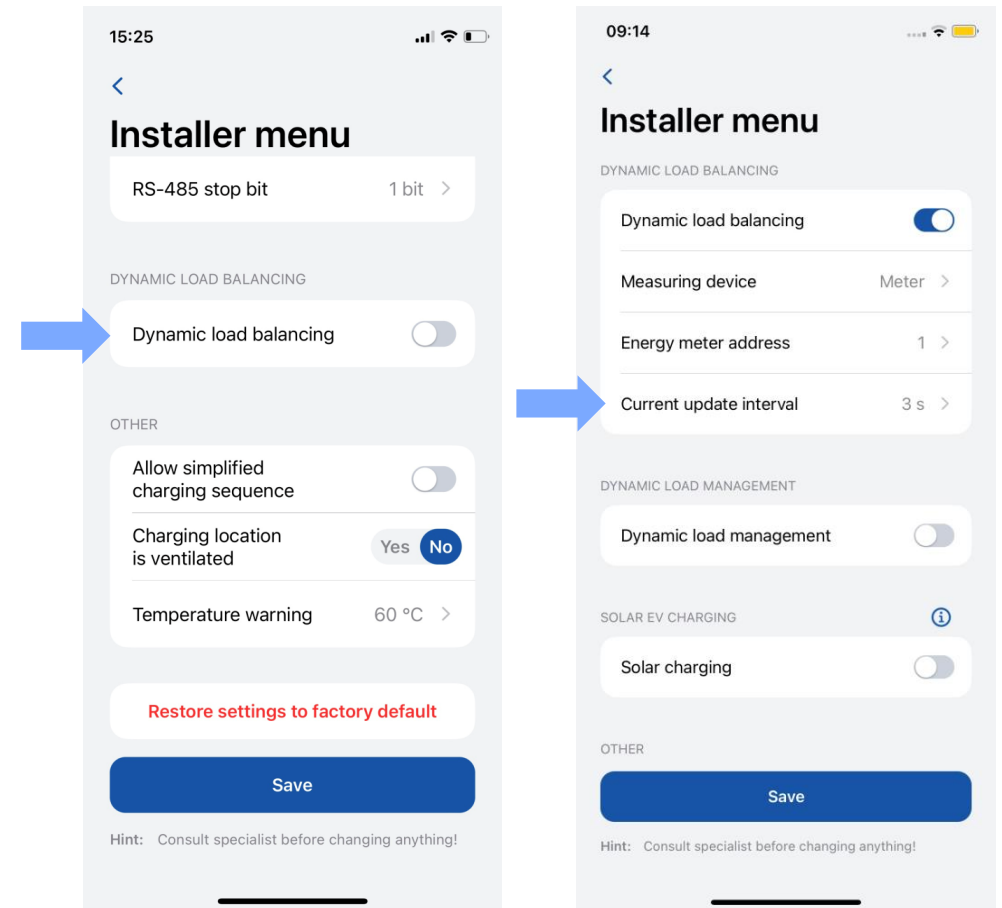 15:25
Installer menu
RS-485 stop bit 1 bit
DYNAMIC LOAD BALANCING
Dynamic load balancing
OTHER
Allow simplified
charging sequence
Charging location
is ventilated
Yes No
Temperature warning 60 °C
Restore settings to factory default
Save
Hint: Consult specialist before changing anything!
09:14
Installer menu
DYNAMIC LOAD BALANCING
Dynamic load balancing
Measuring device Meter
Energy meter address 1
Current update interval 3 s
DYNAMIC LOAD MANAGEMENT
Dynamic load management
SOLAR EV CHARGING
Solar charging
OTHER
Save
Hint: Consult specialist before changing anything!